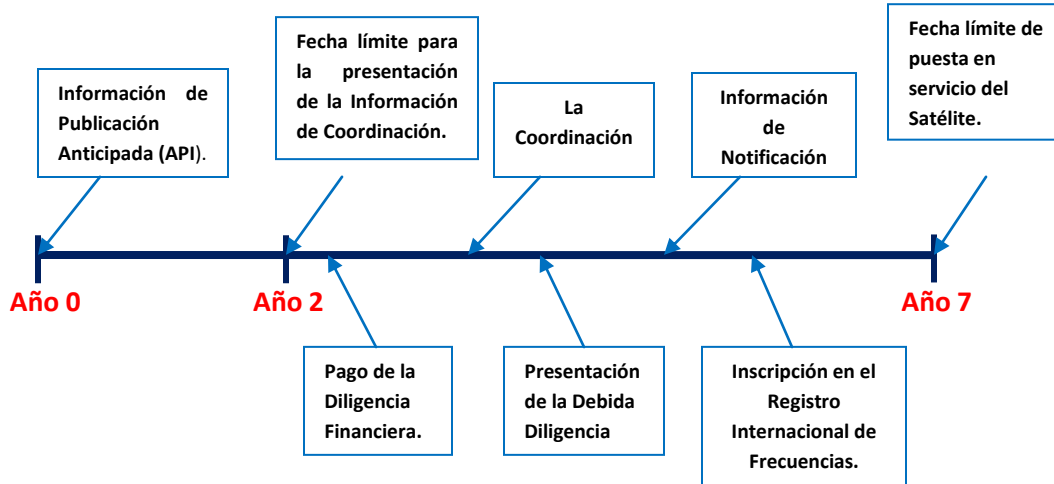 Información de
Publicación
Anticipada (API).
Fecha límite para
la presentación
de la Información
de Coordinación.
La
Coordinación
Información
de
Notificación
Fecha límite de
puesta en
servicio del
Satélite.
Año 0
Año 2
Año 7
Pago de la
Diligencia
Financiera.
Presentación
de la Debida
Diligencia
Inscripción en el
Registro
Internacional de
Frecuencias.